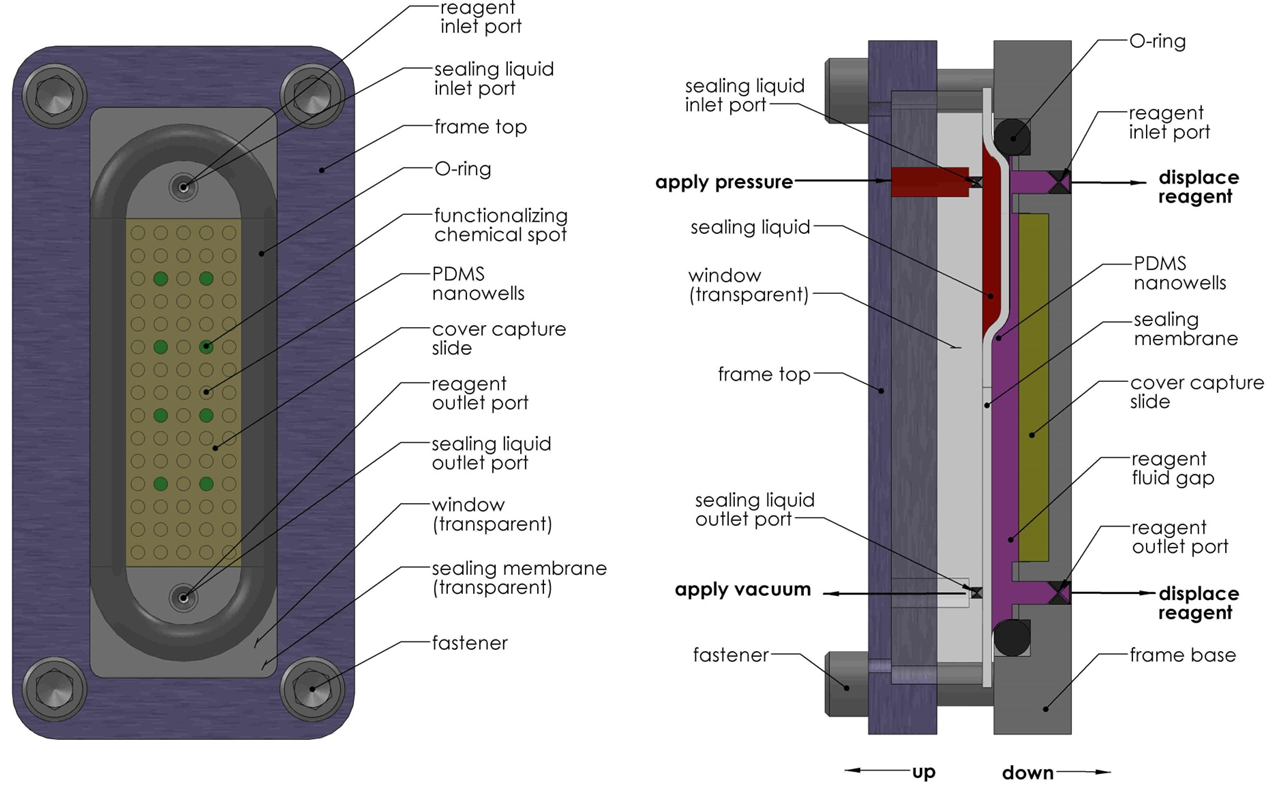 reagent
inlet port
sealing liquid
inlet port
frame top
O-ring
functionalizing
chemical spot
PDMS
nanowells
cover capture
slide
reagent
outlet port
sealing liquid
outlet port
window
(transparent)
sealing membrane
(transparent)
fastener
sealing liquid
inlet port
apply pressure
sealing liquid
window
(transparent)
frame top
sealing liquid
outlet port
apply vacuum
fastener
O-ring
reagent
inlet port
displace
reagent
PDMS
nanowells
sealing
membrane
cover capture
slide
reagent
fluid gap
reagent
outlet port
displace
reagent
frame base
up
down